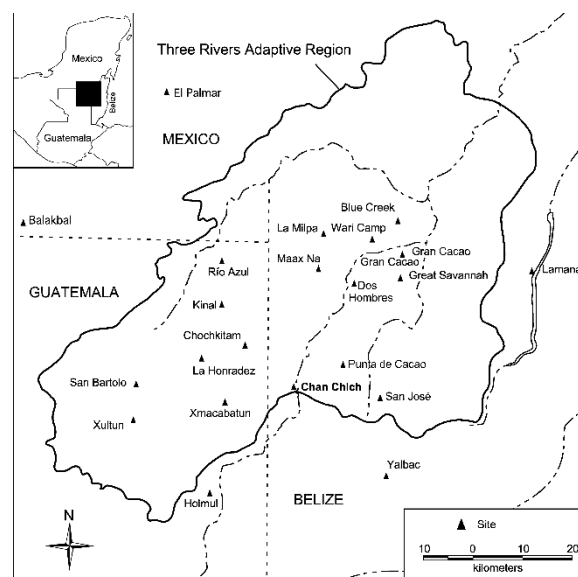 Three Rivers Adaptive Region
Mexico
Belize
Guatemala
El Palmar
MEXICO
Balakbal
Blue Creek
La Milpa
Wari Camp
Gran Cacao
Gran Cacao
Maax Na
Río Azul
Great Savannah
Lamanai
GUATEMALA
Dos
Hombres
Kinal
Chochkitam
La Honradez
Punta de Cacao
San Bartolo
Chan Chich
San José
Xmacabatun
Xultun
Yalbac
Holmul
BELIZE
N
Site
10 0 10 20
kilometers